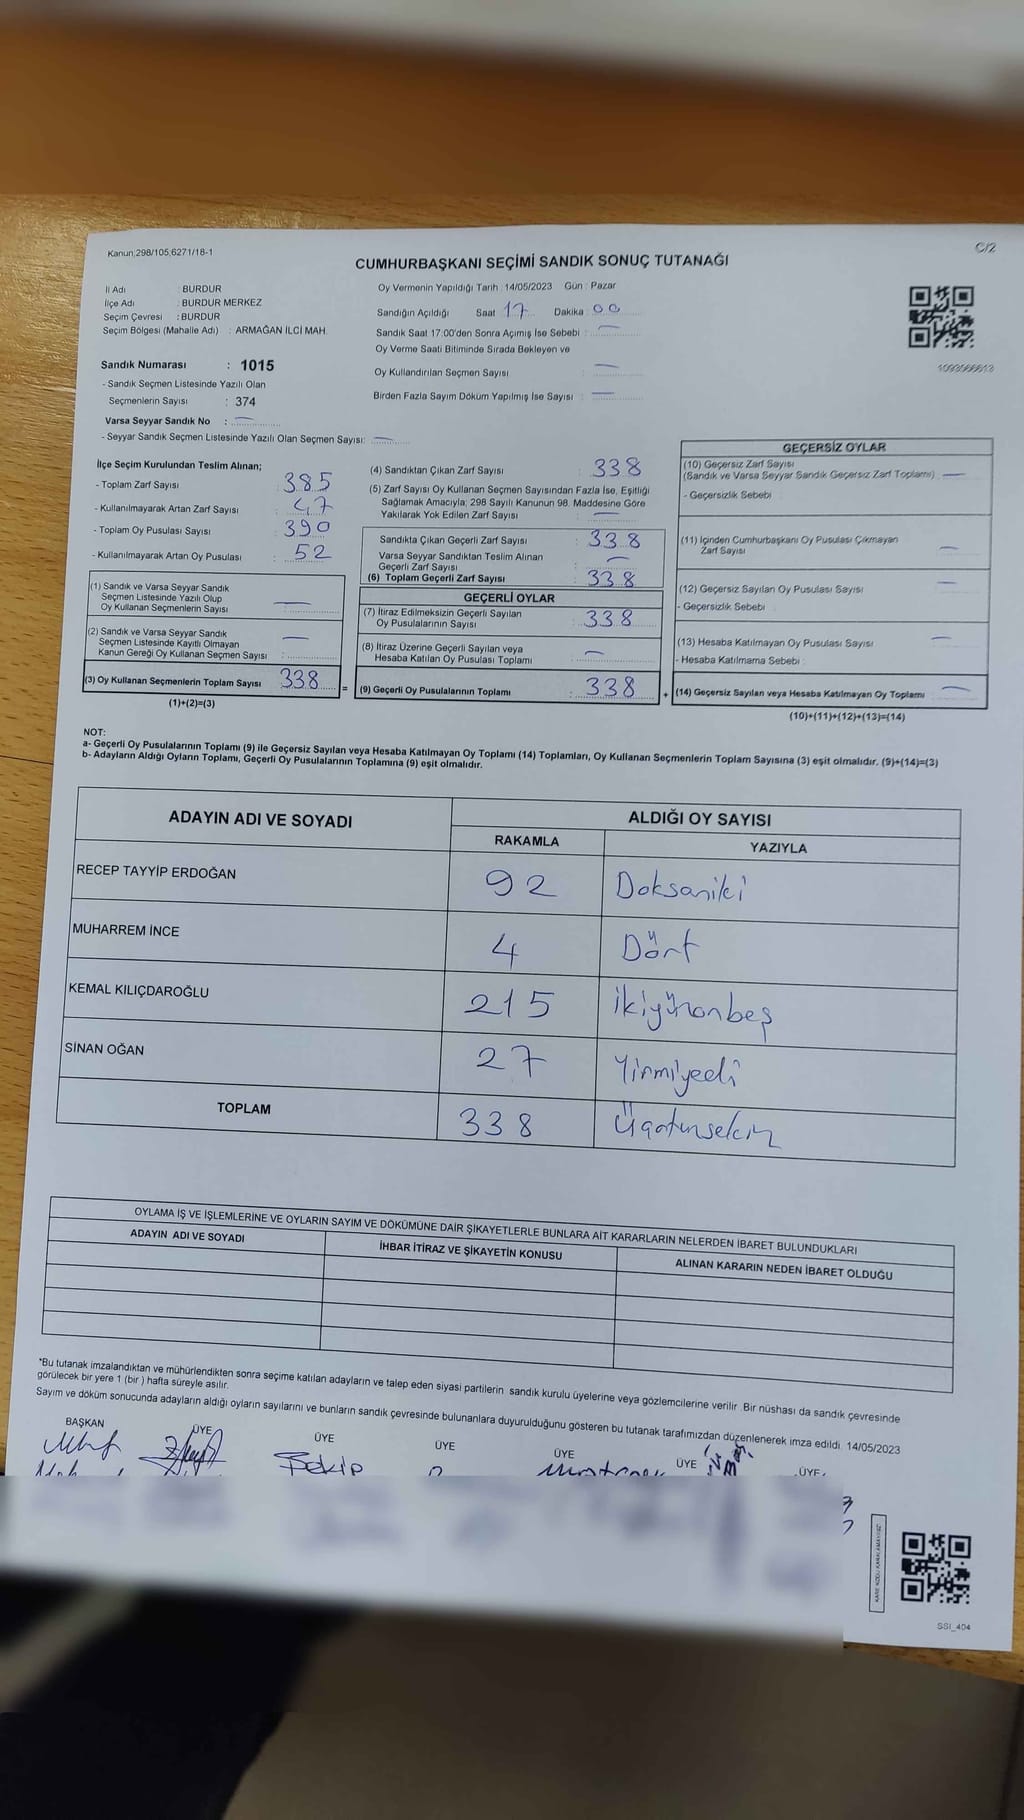 Kanun;298/105,6271/18-1
C/2
CUMHURBAŞKANI SEÇİMİ SANDIK SONUÇ TUTANAĞI
İl Adı : BURDUR
İlçe Adı : BURDUR MERKEZ
Seçim Çevresi : BURDUR
Seçim Bölgesi (Mahalle Adı) : ARMAĞAN İLCİ MAH.
Oy Vermenin Yapıldığı Tarih : 14/05/2023 Gün : Pazar
Sandığın Açıldığı Saat 17 Dakika 00
Sandık Saat 17:00'den Sonra Açımış İse Sebebi : —
Oy Verme Saati Bitiminde Sırada Bekleyen ve
Oy Kullandırılan Seçmen Sayısı : —
Birden Fazla Sayım Döküm Yapılmış İse Sayısı : —
1093566613
Sandık Numarası : 1015
- Sandık Seçmen Listesinde Yazılı Olan
Seçmenlerin Sayısı : 374
Varsa Seyyar Sandık No : —
- Seyyar Sandık Seçmen Listesinde Yazılı Olan Seçmen Sayısı: —
İlçe Seçim Kurulundan Teslim Alınan;
- Toplam Zarf Sayısı : 385
- Kullanılmayarak Artan Zarf Sayısı : 47
- Toplam Oy Pusulası Sayısı : 390
- Kullanılmayarak Artan Oy Pusulası : 52
(1) Sandık ve Varsa Seyyar Sandık
Seçmen Listesinde Yazılı Olup
Oy Kullanan Seçmenlerin Sayısı : —
(2) Sandık ve Varsa Seyyar Sandık
Seçmen Listesinde Kayıtlı Olmayan
Kanun Gereği Oy Kullanan Seçmen Sayısı : —
(3) Oy Kullanan Seçmenlerin Toplam Sayısı 338
(1)+(2)=(3)
(4) Sandıktan Çıkan Zarf Sayısı : 338
(5) Zarf Sayısı Oy Kullanan Seçmen Sayısından Fazla İse, Eşitliği
Sağlamak Amacıyla; 298 Sayılı Kanunun 98. Maddesine Göre
Yakılarak Yok Edilen Zarf Sayısı : —
Sandıkta Çıkan Geçerli Zarf Sayısı : 338
Varsa Seyyar Sandıktan Teslim Alınan
Geçerli Zarf Sayısı : —
(6) Toplam Geçerli Zarf Sayısı : 338
GEÇERLİ OYLAR
(7) İtiraz Edilmeksizin Geçerli Sayılan
Oy Pusulalarının Sayısı : 338
(8) İtiraz Üzerine Geçerli Sayılan veya
Hesaba Katılan Oy Pusulası Toplamı : —
= (9) Geçerli Oy Pusulalarının Toplamı : 338 +
GEÇERSİZ OYLAR
(10) Geçersiz Zarf Sayısı
(Sandık ve Varsa Seyyar Sandık Geçersiz Zarf Toplamı) —
- Geçersizlik Sebebi :
(11) İçinden Cumhurbaşkanı Oy Pusulası Çıkmayan
Zarf Sayısı : —
(12) Geçersiz Sayılan Oy Pusulası Sayısı : —
- Geçersizlik Sebebi :
(13) Hesaba Katılmayan Oy Pusulası Sayısı : —
- Hesaba Katılmama Sebebi :
(14) Geçersiz Sayılan veya Hesaba Katılmayan Oy Toplamı —
(10)+(11)+(12)+(13)=(14)
NOT:
a- Geçerli Oy Pusulalarının Toplamı (9) ile Geçersiz Sayılan veya Hesaba Katılmayan Oy Toplamı (14) Toplamları, Oy Kullanan Seçmenlerin Toplam Sayısına (3) eşit olmalıdır. (9)+(14)=(3)
b- Adayların Aldığı Oyların Toplamı, Geçerli Oy Pusulalarının Toplamına (9) eşit olmalıdır.
ADAYIN ADI VE SOYADI ALDIĞI OY SAYISI
RAKAMLA YAZIYLA
RECEP TAYYİP ERDOĞAN 92 Doksaniki
MUHARREM İNCE 4 Dört
KEMAL KILIÇDAROĞLU 215 ikiyüzonbeş
SİNAN OĞAN 27 Yirmiyedi
TOPLAM 338
OYLAMA İŞ VE İŞLEMLERİNE VE OYLARIN SAYIM VE DÖKÜMÜNE DAİR ŞİKAYETLERLE BUNLARA AİT KARARLARIN NELERDEN İBARET BULUNDUKLARI
ADAYIN ADI VE SOYADI İHBAR İTİRAZ VE ŞİKAYETİN KONUSU ALINAN KARARIN NEDEN İBARET OLDUĞU
*Bu tutanak imzalandıktan ve mühürlendikten sonra seçime katılan adayların ve talep eden siyasi partilerin sandık kurulu üyelerine veya gözlemcilerine verilir. Bir nüshası da sandık çevresinde
görülecek bir yere 1 (bir ) hafta süreyle asılır.
Sayım ve döküm sonucunda adayların aldığı oyların sayılarını ve bunların sandık çevresinde bulunanlara duyurulduğunu gösteren bu tutanak tarafımızdan düzenlenerek imza edildi. 14/05/2023
BAŞKAN ÜYE ÜYE ÜYE ÜYE ÜYE ÜYE
Bekip
KARE KODU KARALAMAYINIZ!
SSI_404